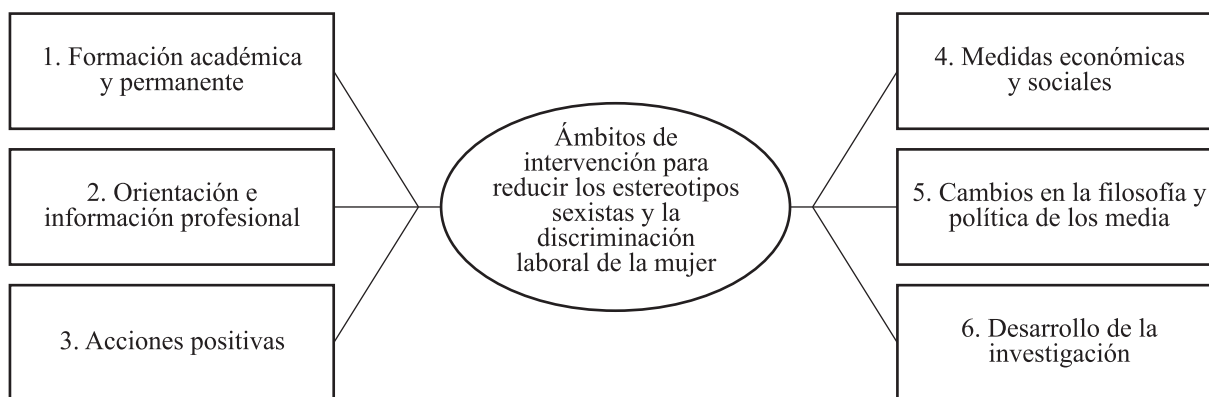 1. Formación académica
y permanente
2. Orientación e
información profesional
3. Acciones positivas
Ámbitos de
intervención para
reducir los estereotipos
sexistas y la
discriminación
laboral de la mujer
4. Medidas económicas
y sociales
5. Cambios en la filosofía y
política de los media
6. Desarrollo de la
investigación